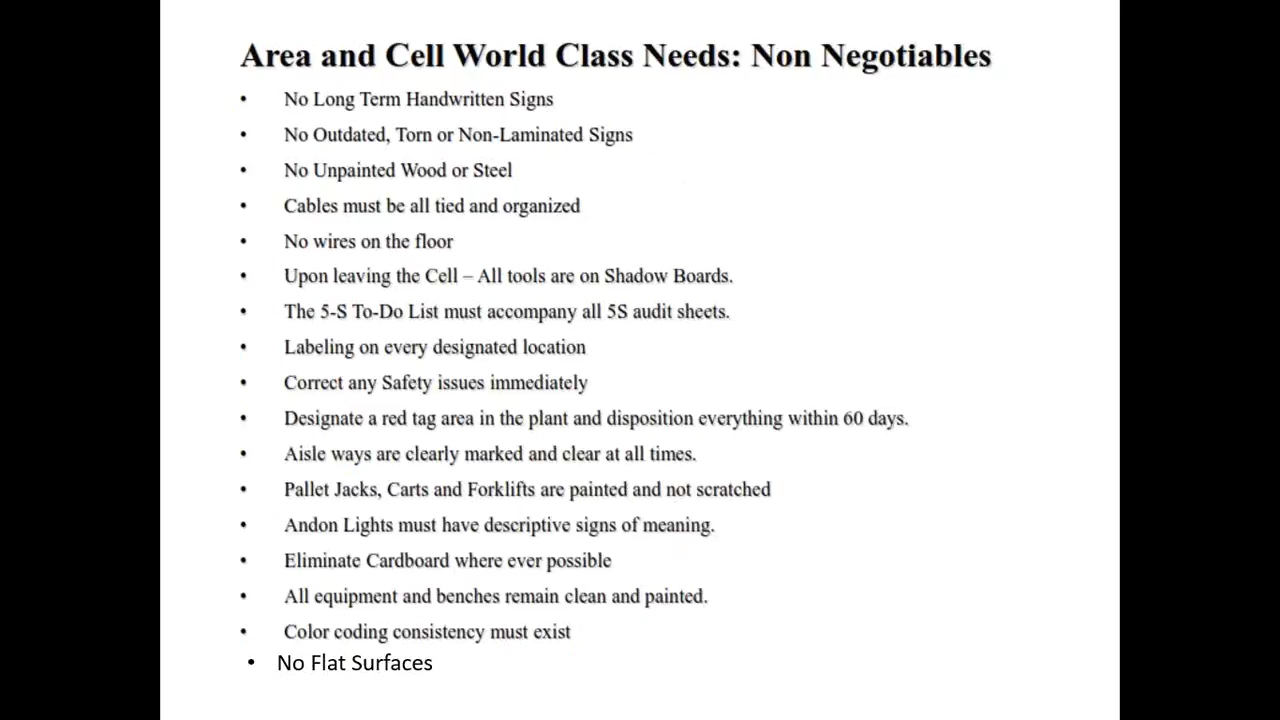 Area and Cell World Class Needs: Non Negotiables
• No Long Term Handwritten Signs
• No Outdated, Torn or Non-Laminated Signs
• No Unpainted Wood or Steel
• Cables must be all tied and organized
• No wires on the floor
• Upon leaving the Cell – All tools are on Shadow Boards.
• The 5-S To-Do List must accompany all 5S audit sheets.
• Labeling on every designated location
• Correct any Safety issues immediately
• Designate a red tag area in the plant and disposition everything within 60 days.
• Aisle ways are clearly marked and clear at all times.
• Pallet Jacks, Carts and Forklifts are painted and not scratched
• Andon Lights must have descriptive signs of meaning.
• Eliminate Cardboard where ever possible
• All equipment and benches remain clean and painted.
• Color coding consistency must exist
• No Flat Surfaces